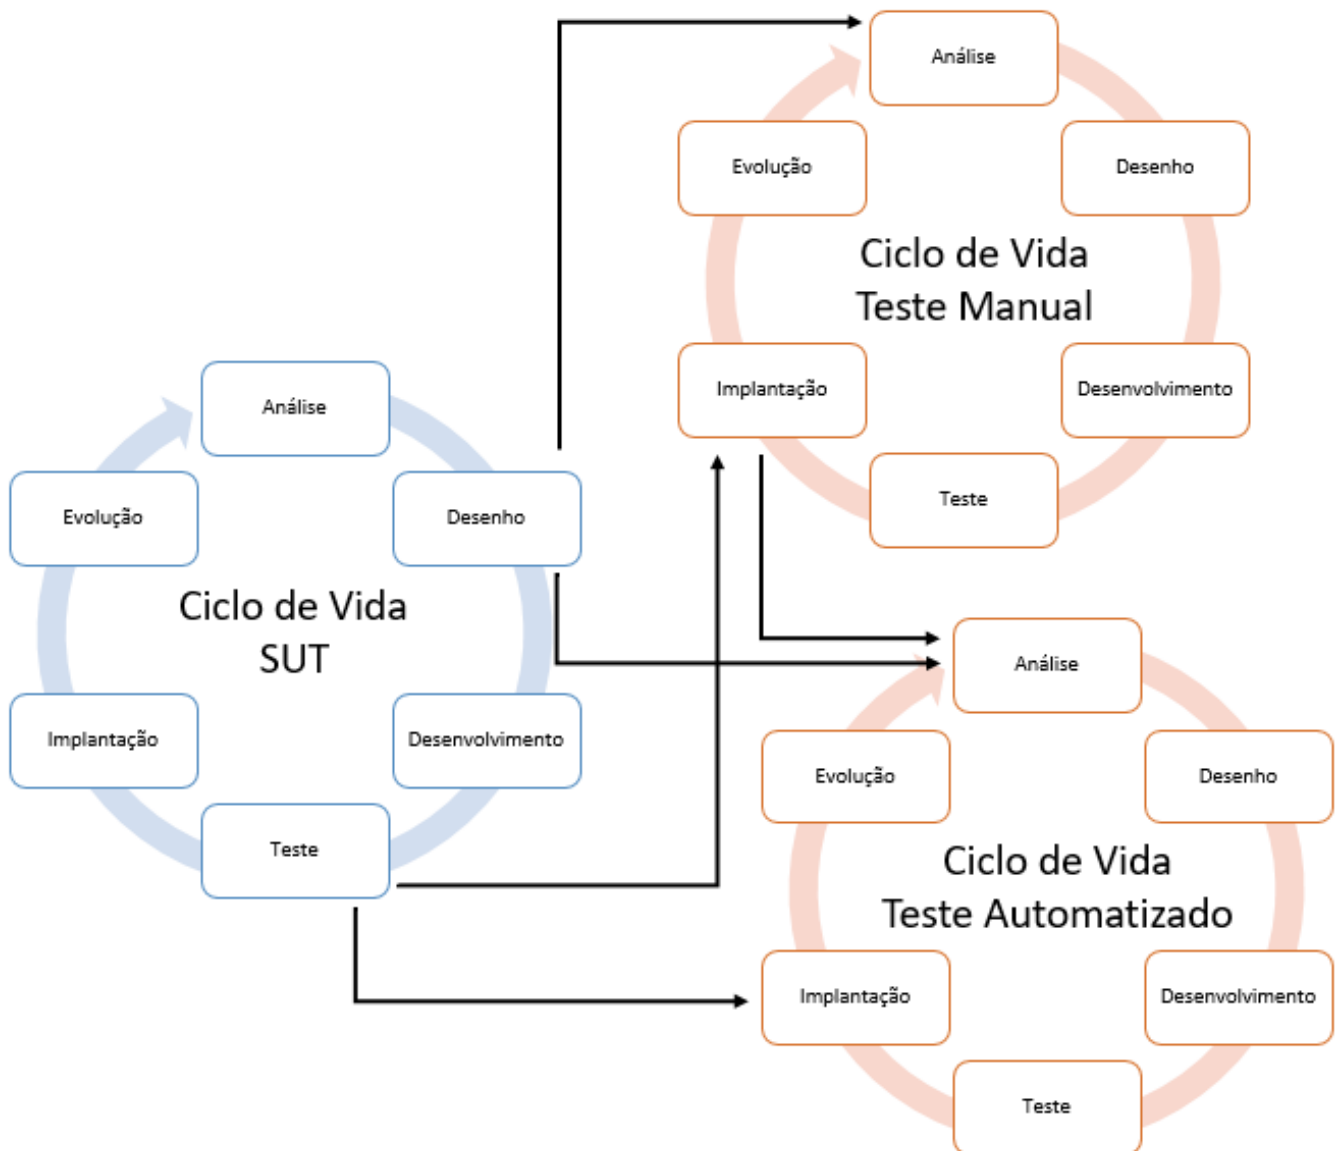 Análise
Evolução
Desenho
Ciclo de Vida
Teste Manual
Implantação
Desenvolvimento
Teste
Análise
Evolução
Desenho
Ciclo de Vida
SUT
Implantação
Desenvolvimento
Teste
Análise
Evolução
Desenho
Ciclo de Vida
Teste Automatizado
Implantação
Desenvolvimento
Teste